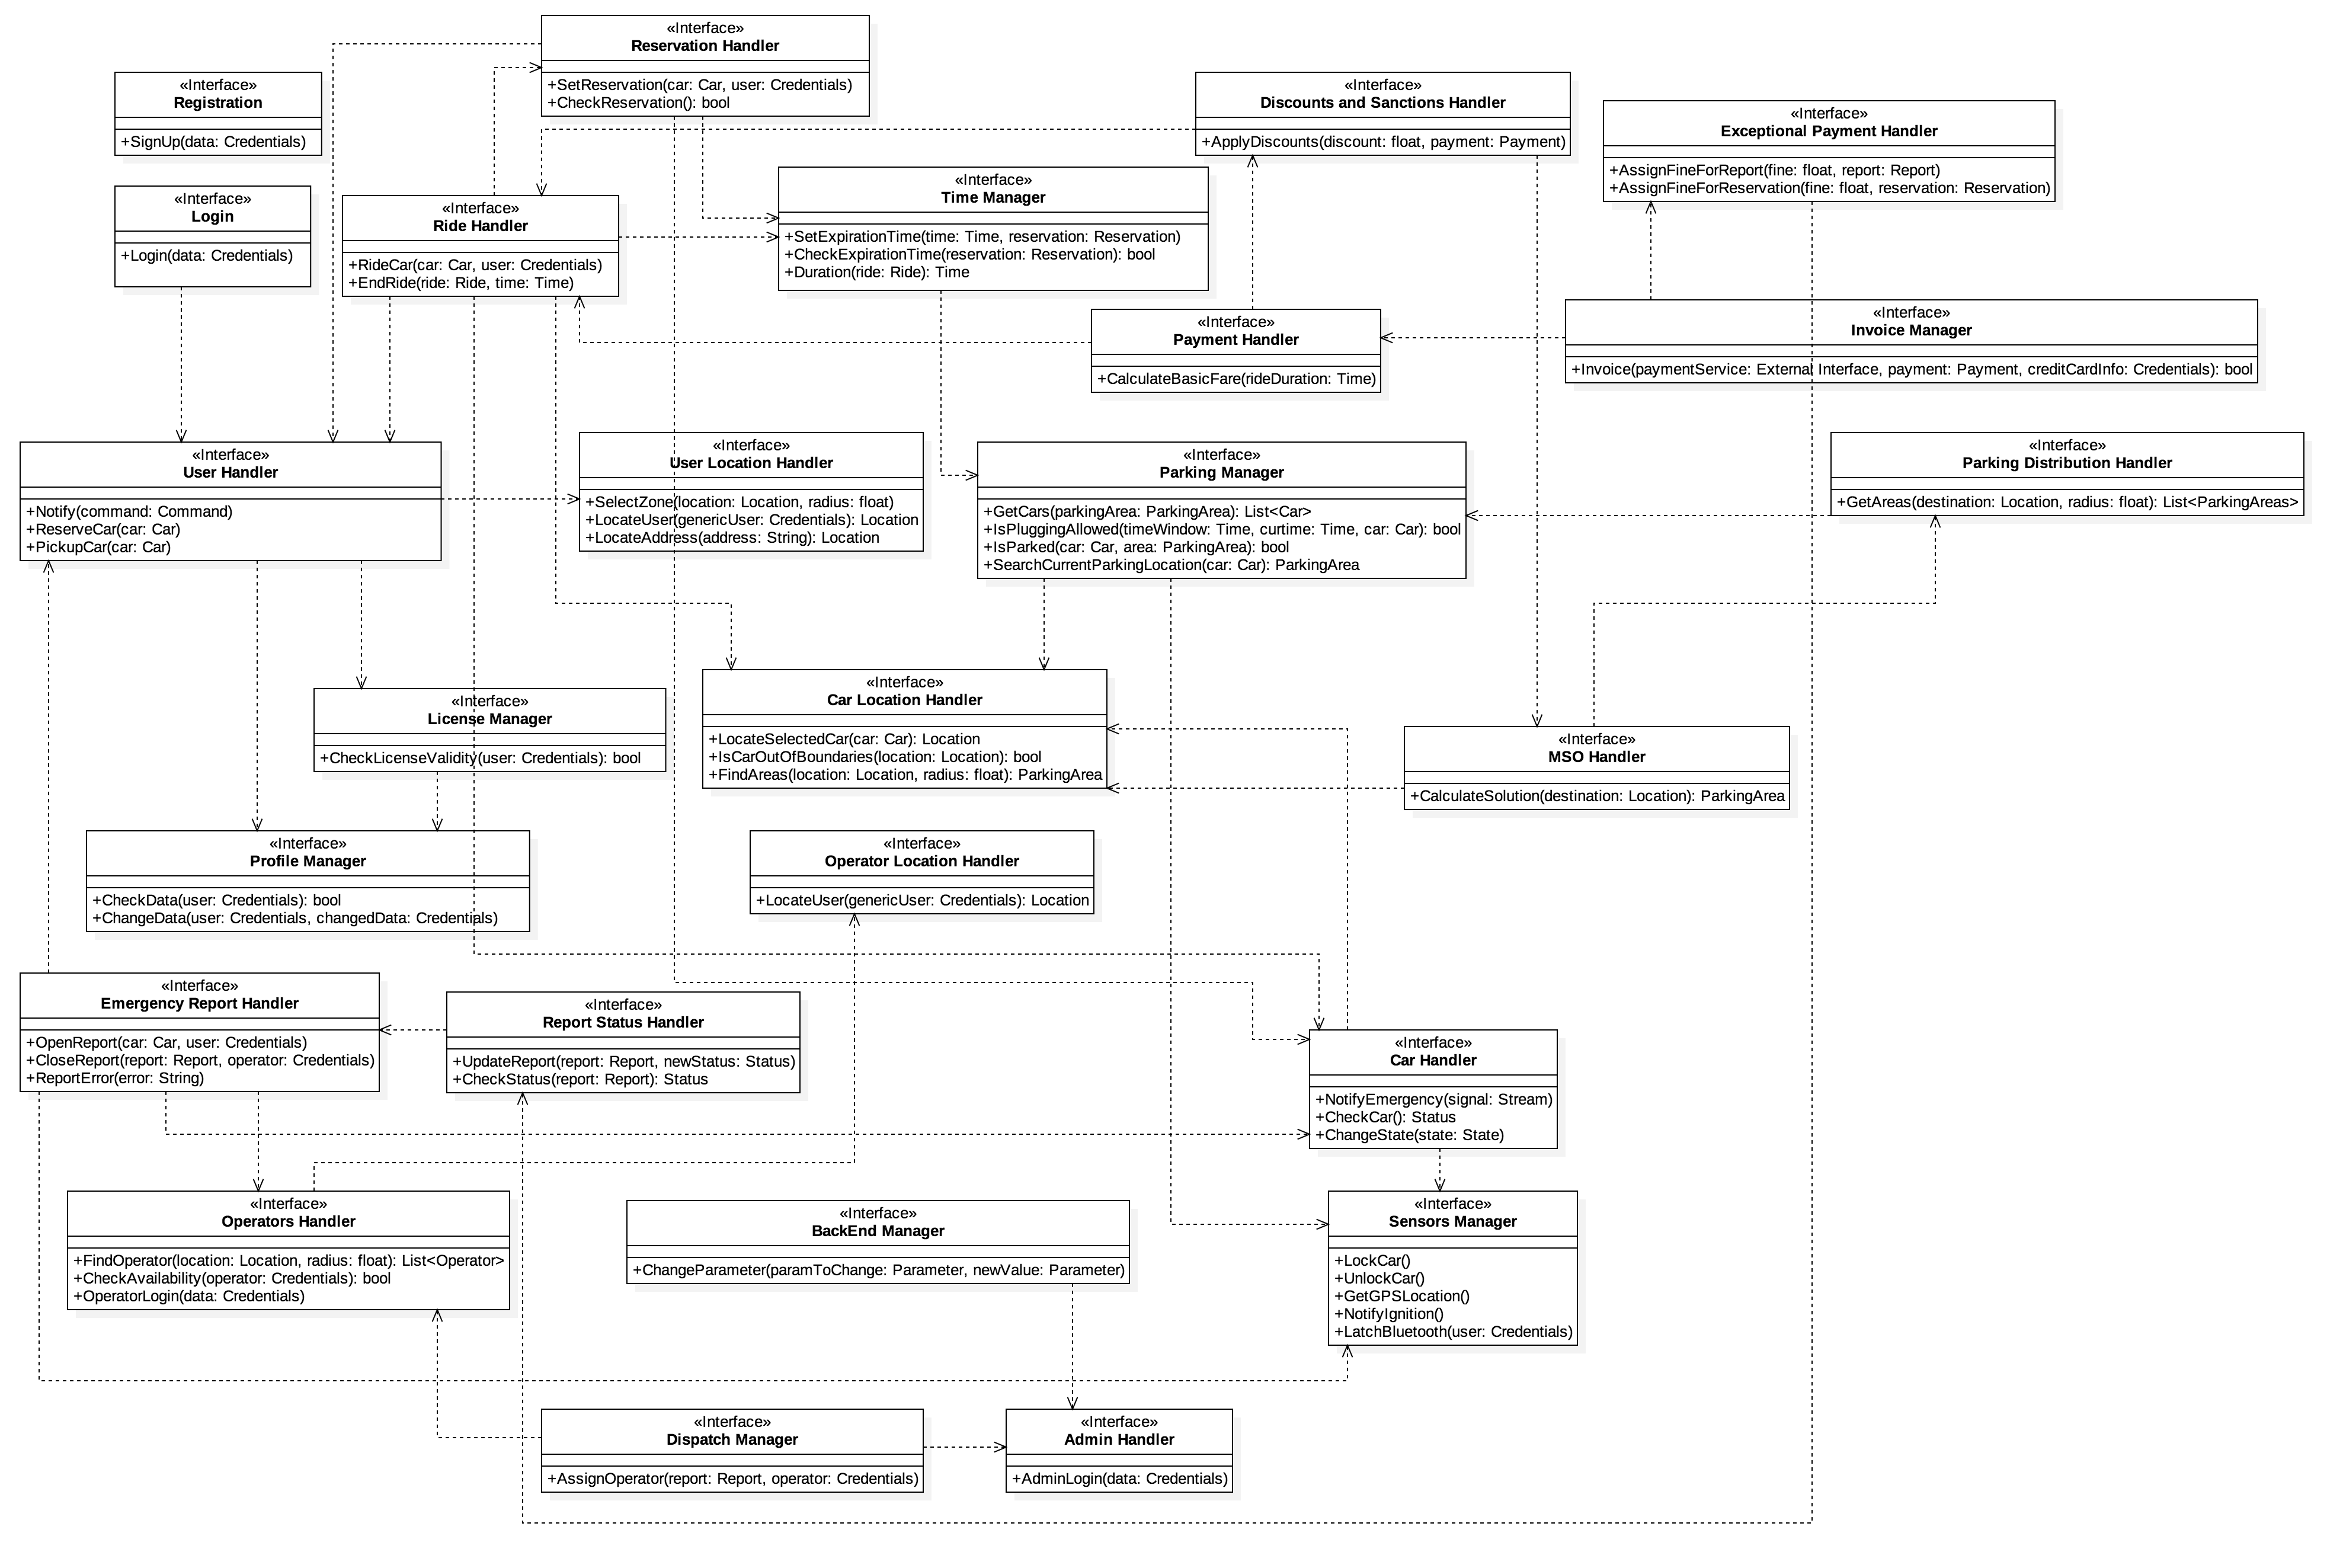 «Interface»
Reservation Handler
+SetReservation(car: Car, user: Credentials)
+CheckReservation(): bool
«Interface»
Registration
+SignUp(data: Credentials)
«Interface»
Discounts and Sanctions Handler
+ApplyDiscounts(discount: float, payment: Payment)
«Interface»
Exceptional Payment Handler
+AssignFineForReport(fine: float, report: Report)
+AssignFineForReservation(fine: float, reservation: Reservation)
«Interface»
Login
+Login(data: Credentials)
«Interface»
Ride Handler
+RideCar(car: Car, user: Credentials)
+EndRide(ride: Ride, time: Time)
«Interface»
Time Manager
+SetExpirationTime(time: Time, reservation: Reservation)
+CheckExpirationTime(reservation: Reservation): bool
+Duration(ride: Ride): Time
«Interface»
Payment Handler
+CalculateBasicFare(rideDuration: Time)
«Interface»
Invoice Manager
+Invoice(paymentService: External Interface, payment: Payment, creditCardInfo: Credentials): bool
«Interface»
User Handler
+Notify(command: Command)
+ReserveCar(car: Car)
+PickupCar(car: Car)
«Interface»
User Location Handler
+SelectZone(location: Location, radius: float)
+LocateUser(genericUser: Credentials): Location
+LocateAddress(address: String): Location
«Interface»
Parking Manager
+GetCars(parkingArea: ParkingArea): List<Car>
+IsPluggingAllowed(timeWindow: Time, curtime: Time, car: Car): bool
+IsParked(car: Car, area: ParkingArea): bool
+SearchCurrentParkingLocation(car: Car): ParkingArea
«Interface»
Parking Distribution Handler
+GetAreas(destination: Location, radius: float): List<ParkingAreas>
«Interface»
License Manager
+CheckLicenseValidity(user: Credentials): bool
«Interface»
Car Location Handler
+LocateSelectedCar(car: Car): Location
+IsCarOutOfBoundaries(location: Location): bool
+FindAreas(location: Location, radius: float): ParkingArea
«Interface»
MSO Handler
+CalculateSolution(destination: Location): ParkingArea
«Interface»
Profile Manager
+CheckData(user: Credentials): bool
+ChangeData(user: Credentials, changedData: Credentials)
«Interface»
Operator Location Handler
+LocateUser(genericUser: Credentials): Location
«Interface»
Emergency Report Handler
+OpenReport(car: Car, user: Credentials)
+CloseReport(report: Report, operator: Credentials)
+ReportError(error: String)
«Interface»
Report Status Handler
+UpdateReport(report: Report, newStatus: Status)
+CheckStatus(report: Report): Status
«Interface»
Car Handler
+NotifyEmergency(signal: Stream)
+CheckCar(): Status
+ChangeState(state: State)
«Interface»
Operators Handler
+FindOperator(location: Location, radius: float): List<Operator>
+CheckAvailability(operator: Credentials): bool
+OperatorLogin(data: Credentials)
«Interface»
BackEnd Manager
+ChangeParameter(paramToChange: Parameter, newValue: Parameter)
«Interface»
Sensors Manager
+LockCar()
+UnlockCar()
+GetGPSLocation()
+NotifyIgnition()
+LatchBluetooth(user: Credentials)
«Interface»
Dispatch Manager
+AssignOperator(report: Report, operator: Credentials)
«Interface»
Admin Handler
+AdminLogin(data: Credentials)